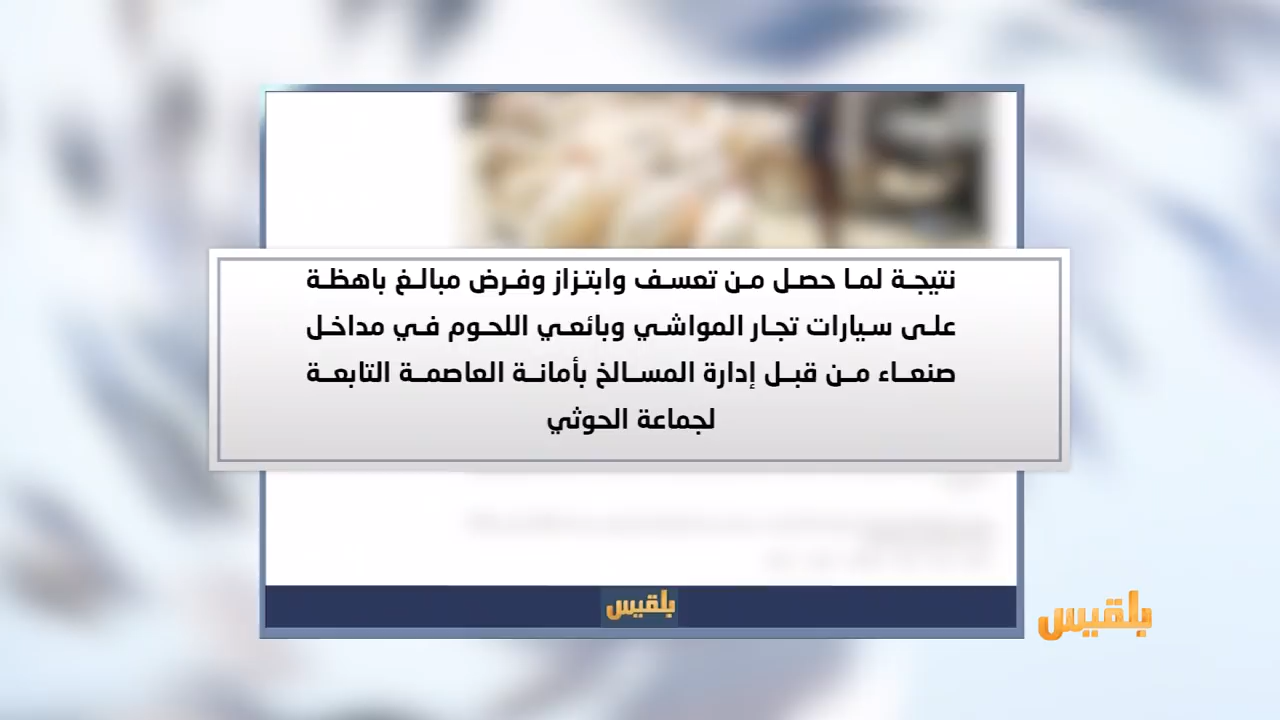 نتيجة لما حصل من تعسف وابتزاز وفرض مبالغ باهظة
على سيارات تجار المواشي وبائعي اللحوم في مداخل
صنعاء من قبل إدارة المسالخ بأمانة العاصمة التابعة
لجماعة الحوثي
بلقيس
بلقيس